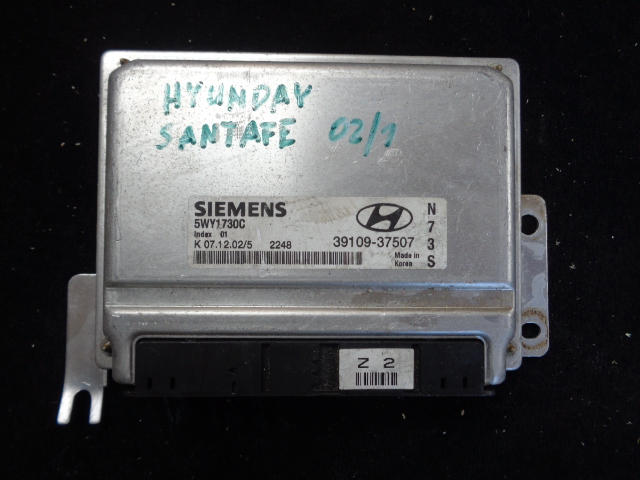 HYUNDAY
SANTAFE 02/1
SIEMENS
5WY1730C
Index 01
K 07.12.02/5 2248
39109-37507
Made in
Korea
N
7
3
S
Z 2